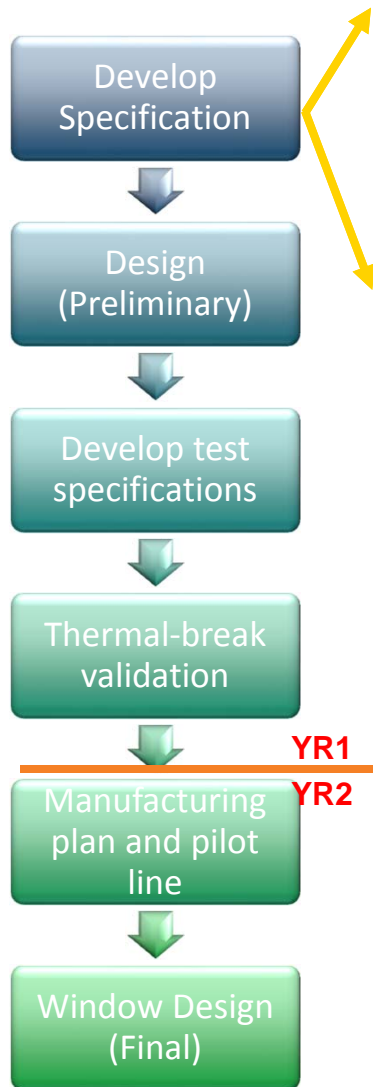 Develop
Specification
Design
(Preliminary)
Develop test
specifications
Thermal-break
validation
YR1
YR2
Manufacturing
plan and pilot
line
Window Design
(Final)